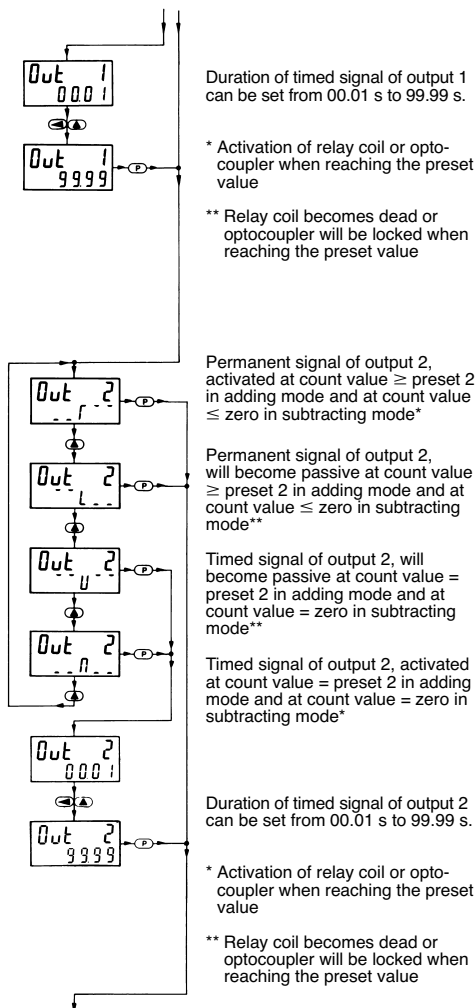 Out 1
00.01
Duration of timed signal of output 1
can be set from 00.01 s to 99.99 s.
Out 1
99.99
P
* Activation of relay coil or opto-
coupler when reaching the preset
value
** Relay coil becomes dead or
optocoupler will be locked when
reaching the preset value
Out 2
P
Permanent signal of output 2,
activated at count value ≥ preset 2
in adding mode and at count value
≤ zero in subtracting mode*
Out 2
P
Permanent signal of output 2,
will become passive at count value
≥ preset 2 in adding mode and at
count value ≤ zero in subtracting
mode**
Out 2
P
Timed signal of output 2, will
become passive at count value =
preset 2 in adding mode and at
count value = zero in subtracting
mode**
Out 2
P
Timed signal of output 2, activated
at count value = preset 2 in adding
mode and at count value = zero in
subtracting mode*
Out 2
00.01
Duration of timed signal of output 2
can be set from 00.01 s to 99.99 s.
Out 2
99.99
P
* Activation of relay coil or opto-
coupler when reaching the preset
value
** Relay coil becomes dead or
optocoupler will be locked when
reaching the preset value